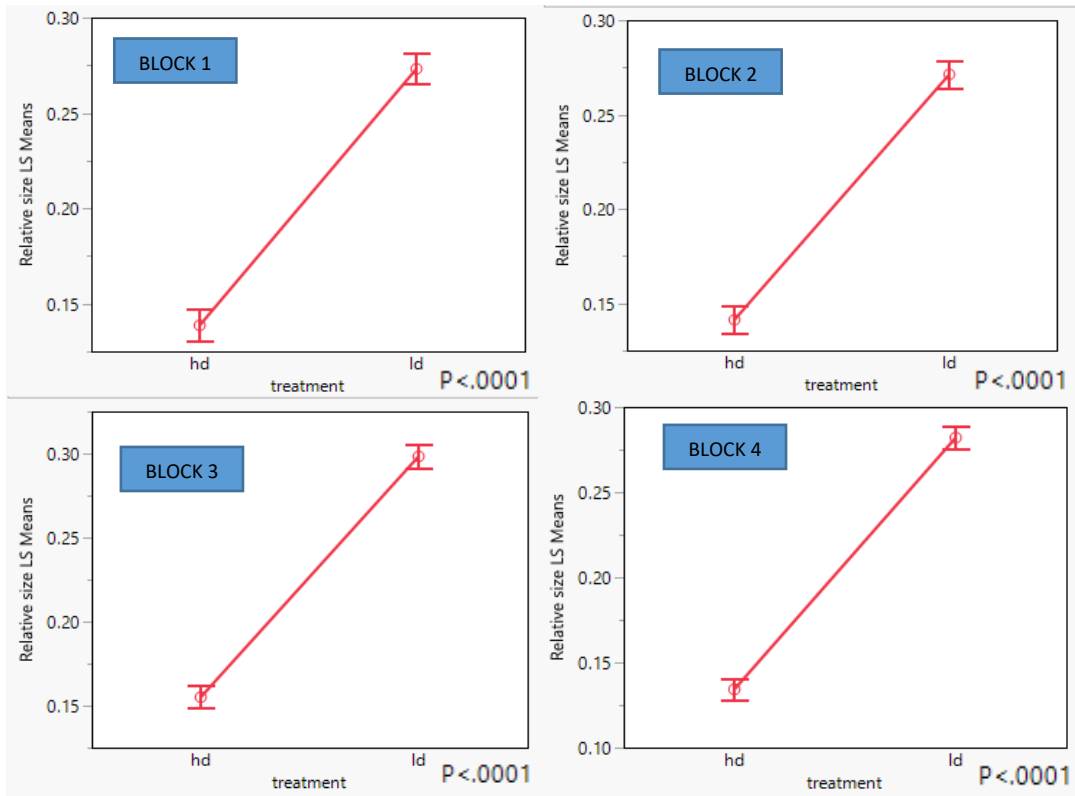 0.30
0.25
0.20
0.15
Relative size LS Means
BLOCK 1
hd
ld
treatment
P<.0001
0.30
0.25
0.20
0.15
Relative size LS Means
BLOCK 2
hd
ld
treatment
P<.0001
0.30
0.25
0.20
0.15
Relative size LS Means
BLOCK 3
hd
ld
treatment
P<.0001
0.30
0.25
0.20
0.15
0.10
Relative size LS Means
BLOCK 4
hd
ld
treatment
P<.0001